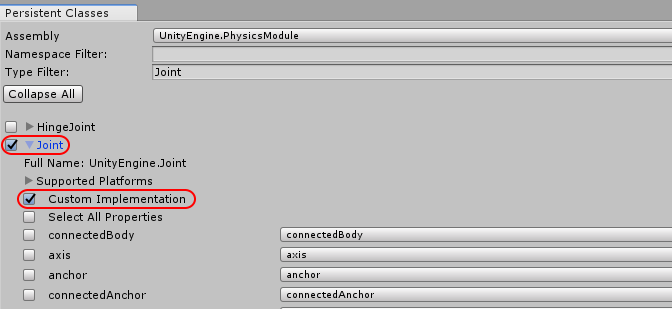 Persistent Classes
Assembly UnityEngine.PhysicsModule
Namespace Filter:
Type Filter: Joint
Collapse All
HingeJoint
Joint
Full Name: UnityEngine.Joint
Supported Platforms
Custom Implementation
Select All Properties
connectedBody connectedBody
axis axis
anchor anchor
connectedAnchor connectedAnchor